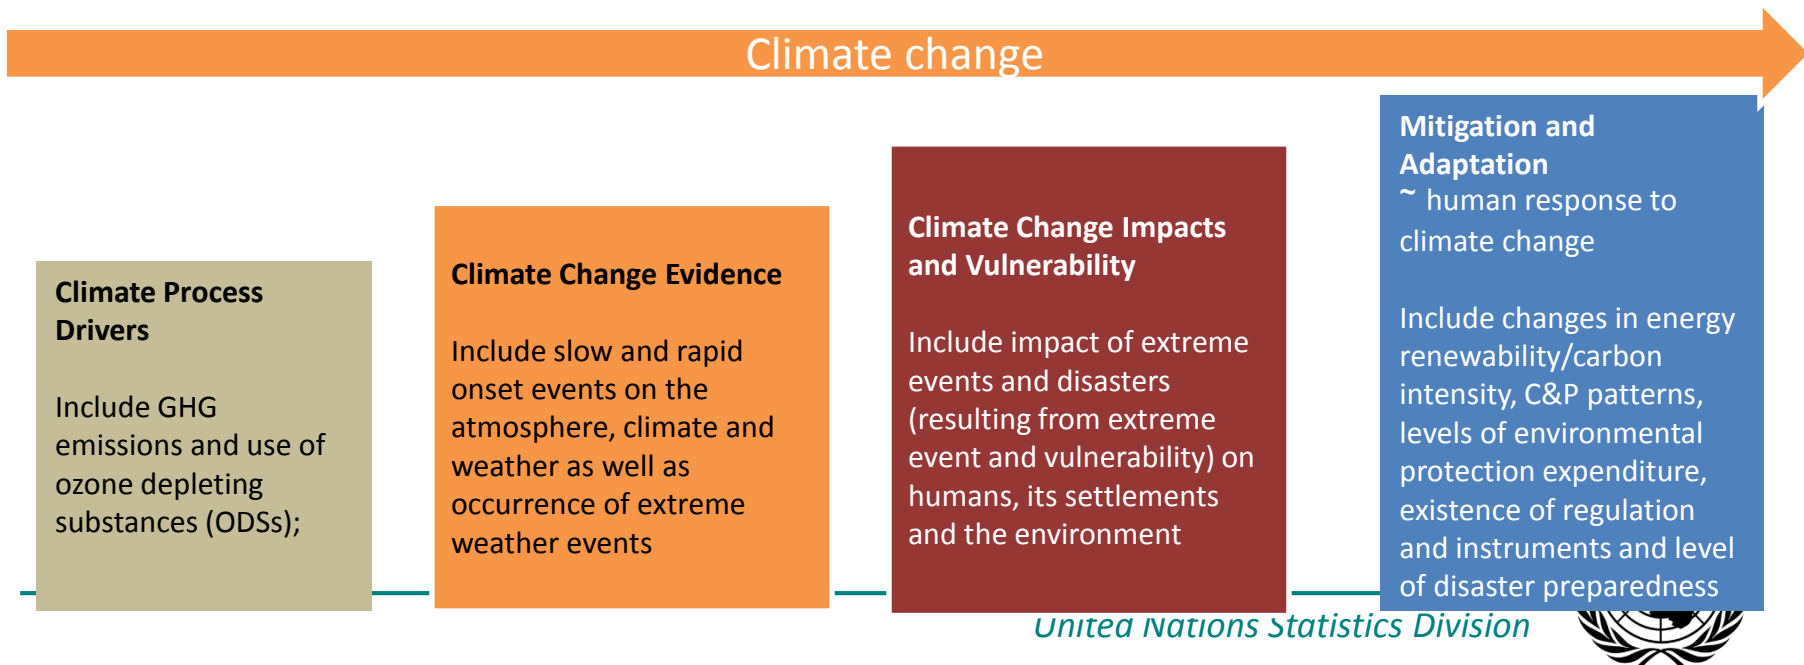 Climate change
Climate Process
Drivers
Include GHG
emissions and use of
ozone depleting
substances (ODSs);
Climate Change Evidence
Include slow and rapid
onset events on the
atmosphere, climate and
weather as well as
occurrence of extreme
weather events
Climate Change Impacts
and Vulnerability
Include impact of extreme
events and disasters
(resulting from extreme
event and vulnerability) on
humans, its settlements
and the environment
Mitigation and
Adaptation
~ human response to
climate change
Include changes in energy
renewability/carbon
intensity, C&P patterns,
levels of environmental
protection expenditure,
existence of regulation
and instruments and level
of disaster preparedness
United Nations Statistics Division